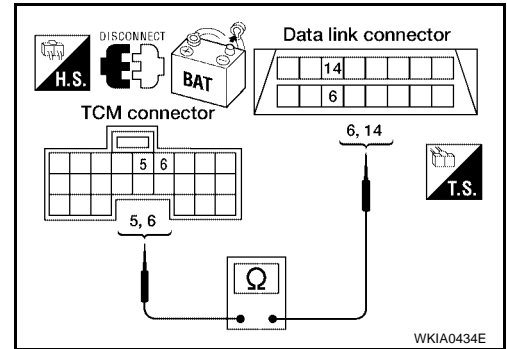 DISCONNECT
H.S.
BAT
Data link connector
14
6
TCM connector
5 6
6, 14
T.S.
5, 6
Ω
WKIA0434E